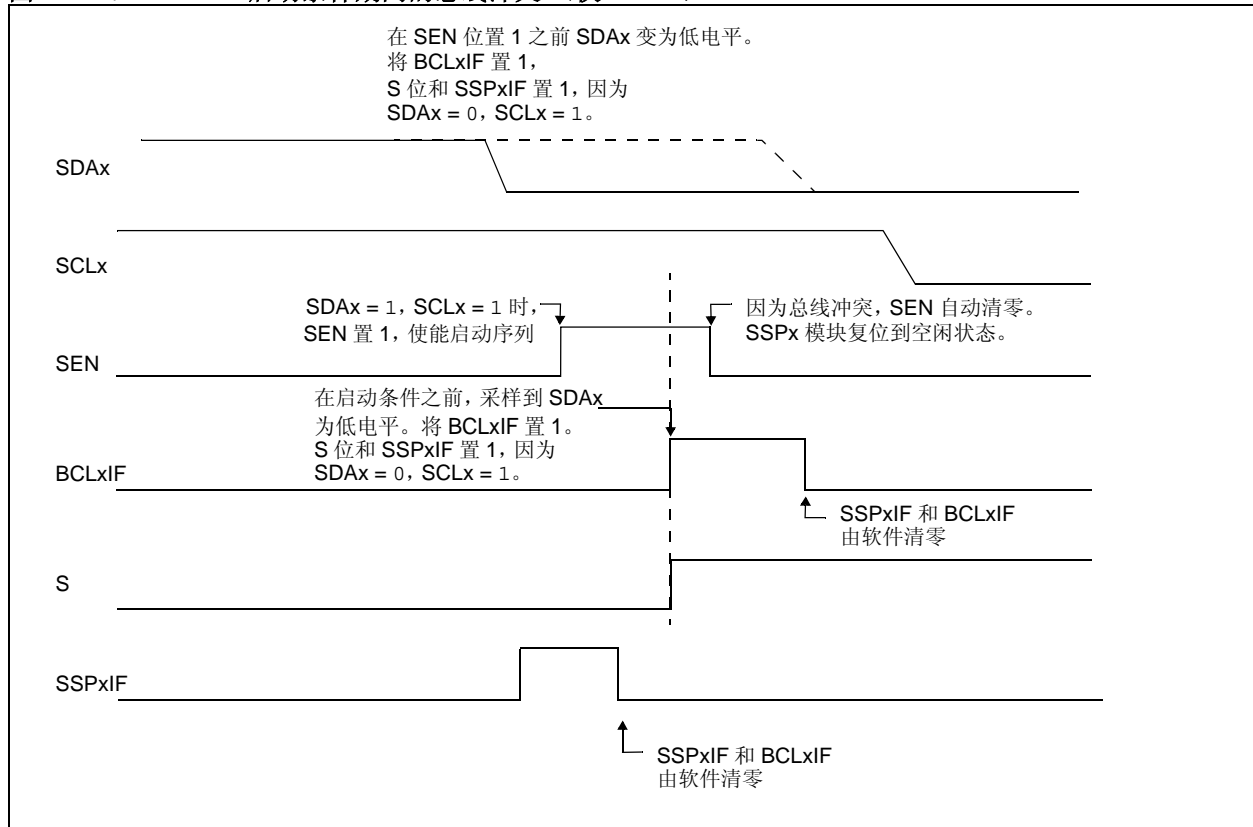 在 SEN 位置 1 之前 SDAx 变为低电平。
将 BCLxIF 置 1，
S 位和 SSPxIF 置 1，因为
SDAx = 0，SCLx = 1。
SDAx
SCLx
SDAx = 1，SCLx = 1 时，
SEN 置 1，使能启动序列
因为总线冲突，SEN 自动清零。
SSPx 模块复位到空闲状态。
SEN
在启动条件之前，采样到 SDAx
为低电平。将 BCLxIF 置 1。
S 位和 SSPxIF 置 1，因为
SDAx = 0，SCLx = 1。
BCLxIF
SSPxIF 和 BCLxIF
由软件清零
S
SSPxIF
SSPxIF 和 BCLxIF
由软件清零